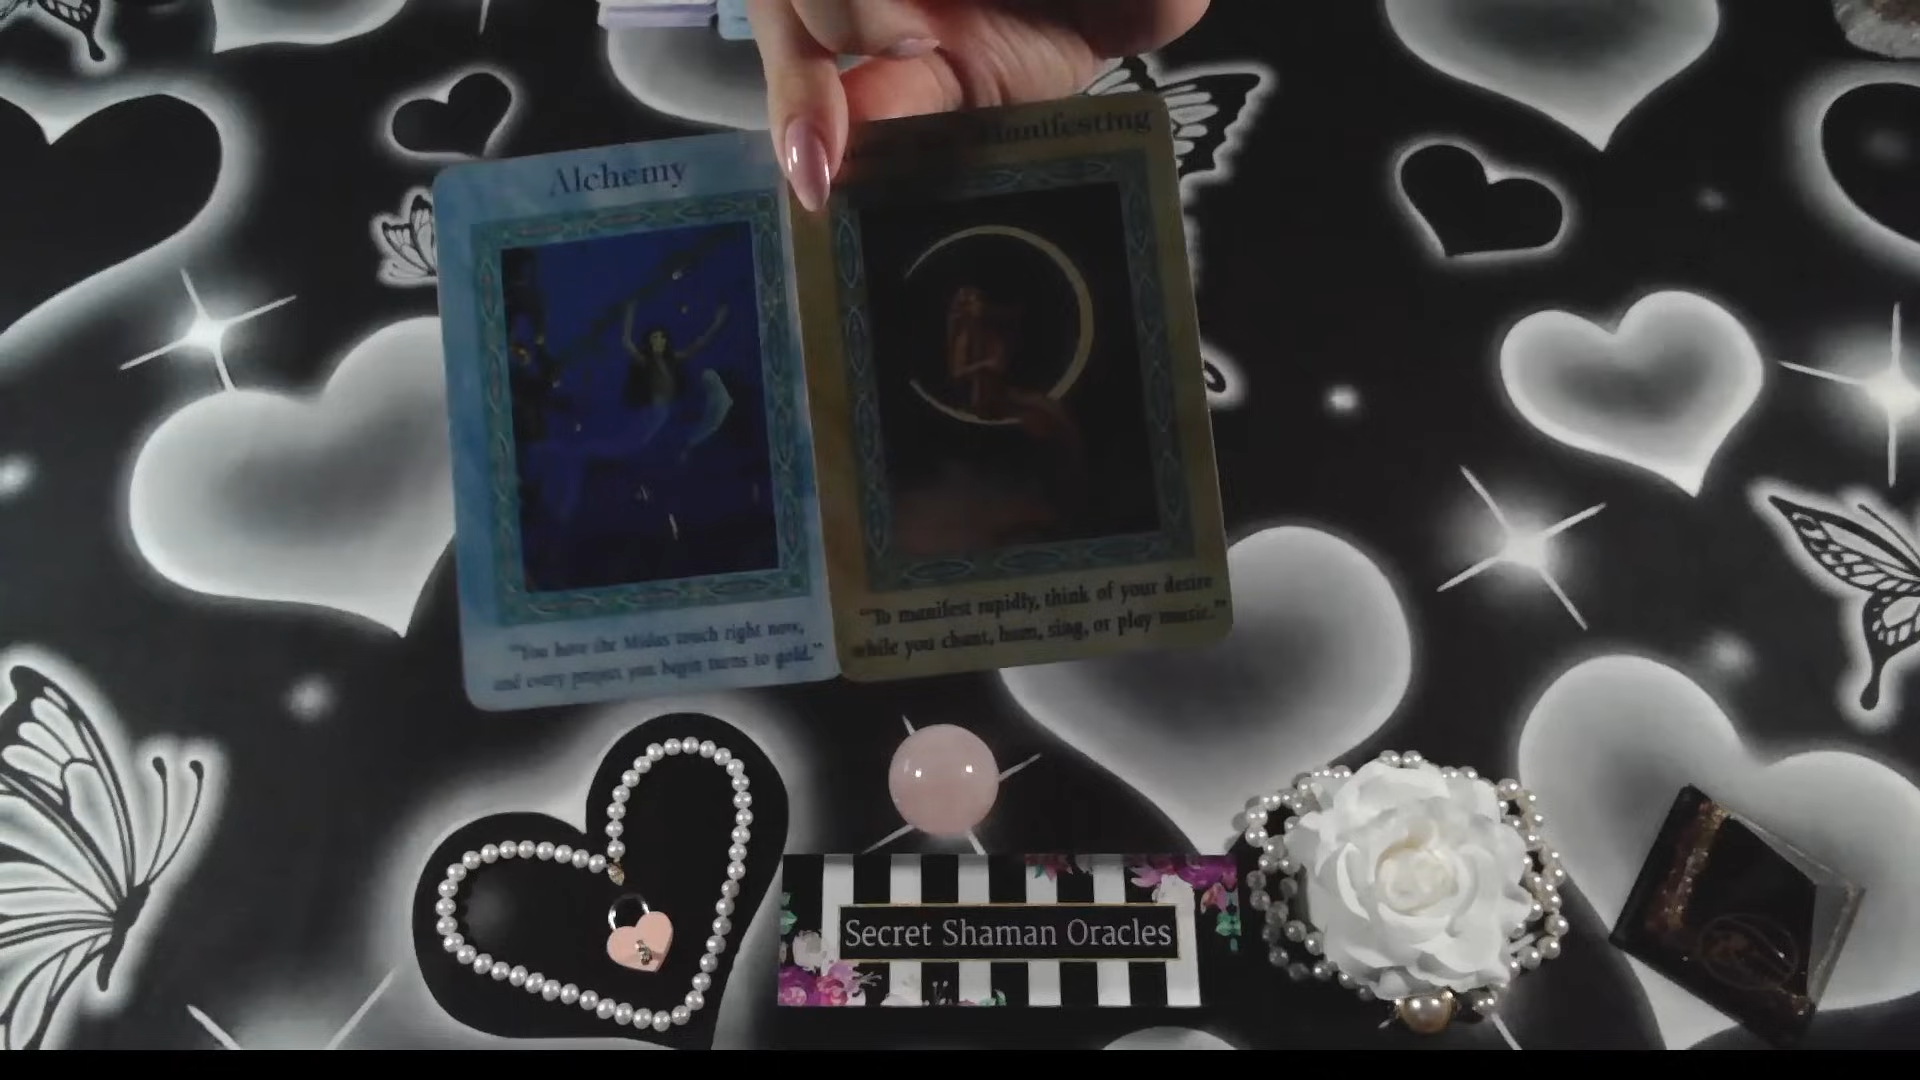 Alchemy
Manifesting
"You have the Midas touch right now,
and every project you begin turns to gold."
"To manifest rapidly, think of your desire
while you chant, hum, sing, or play music."
Secret Shaman Oracles